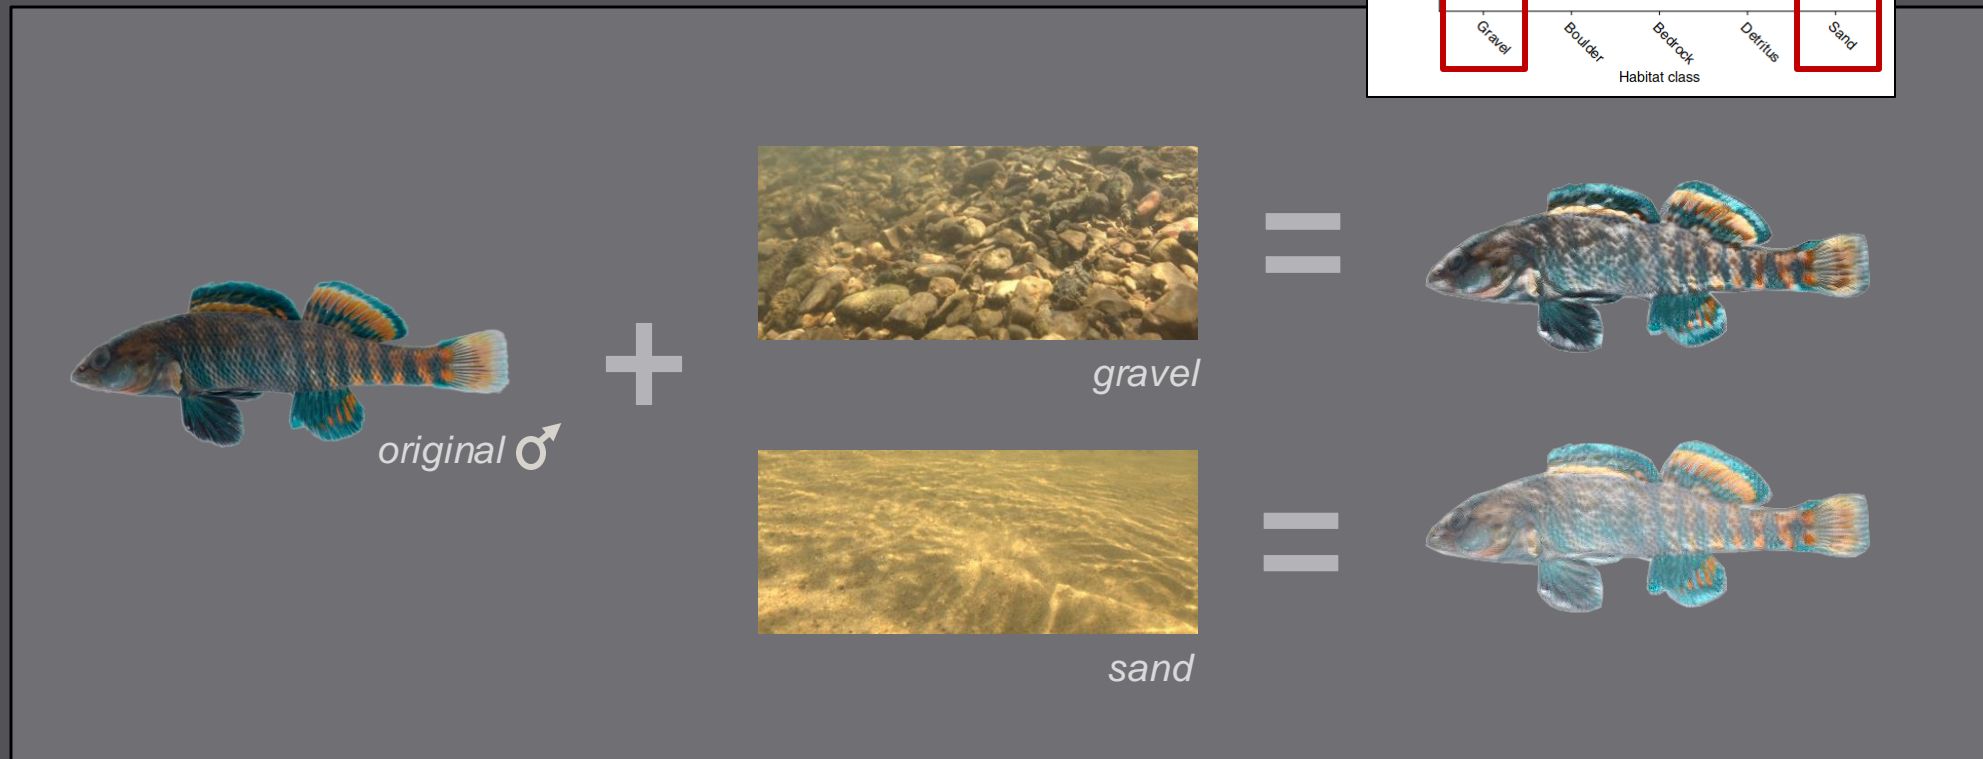 Gravel
Boulder
Bedrock
Detritus
Sand
Habitat class
gravel
original ♂
sand